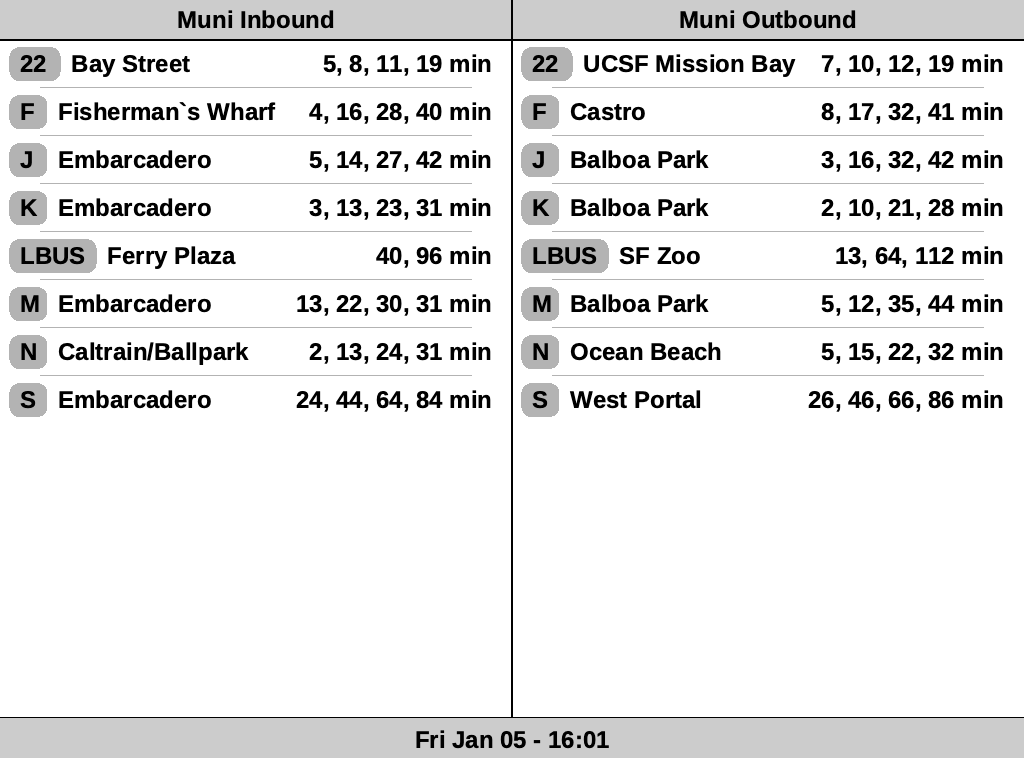 Muni Inbound
22 Bay Street 5, 8, 11, 19 min
F Fisherman`s Wharf 4, 16, 28, 40 min
J Embarcadero 5, 14, 27, 42 min
K Embarcadero 3, 13, 23, 31 min
LBUS Ferry Plaza 40, 96 min
M Embarcadero 13, 22, 30, 31 min
N Caltrain/Ballpark 2, 13, 24, 31 min
S Embarcadero 24, 44, 64, 84 min
Muni Outbound
22 UCSF Mission Bay 7, 10, 12, 19 min
F Castro 8, 17, 32, 41 min
J Balboa Park 3, 16, 32, 42 min
K Balboa Park 2, 10, 21, 28 min
LBUS SF Zoo 13, 64, 112 min
M Balboa Park 5, 12, 35, 44 min
N Ocean Beach 5, 15, 22, 32 min
S West Portal 26, 46, 66, 86 min
Fri Jan 05 - 16:01